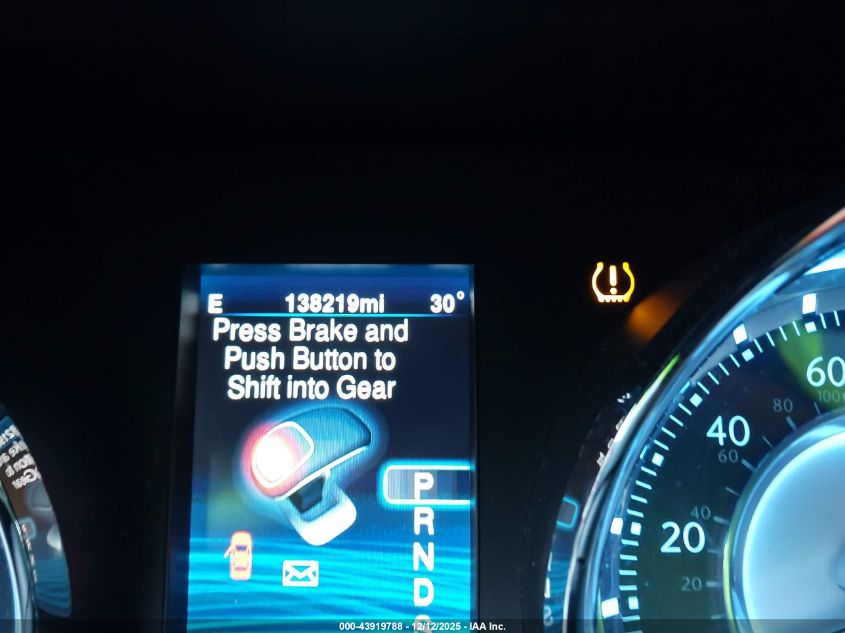 E 138219mi 30°
Press Brake and
Push Button to
Shift into Gear
P
R
N
D
60
100
80
40
60
40
20
20
000-43919788 - 12/12/2025 - IAA Inc.